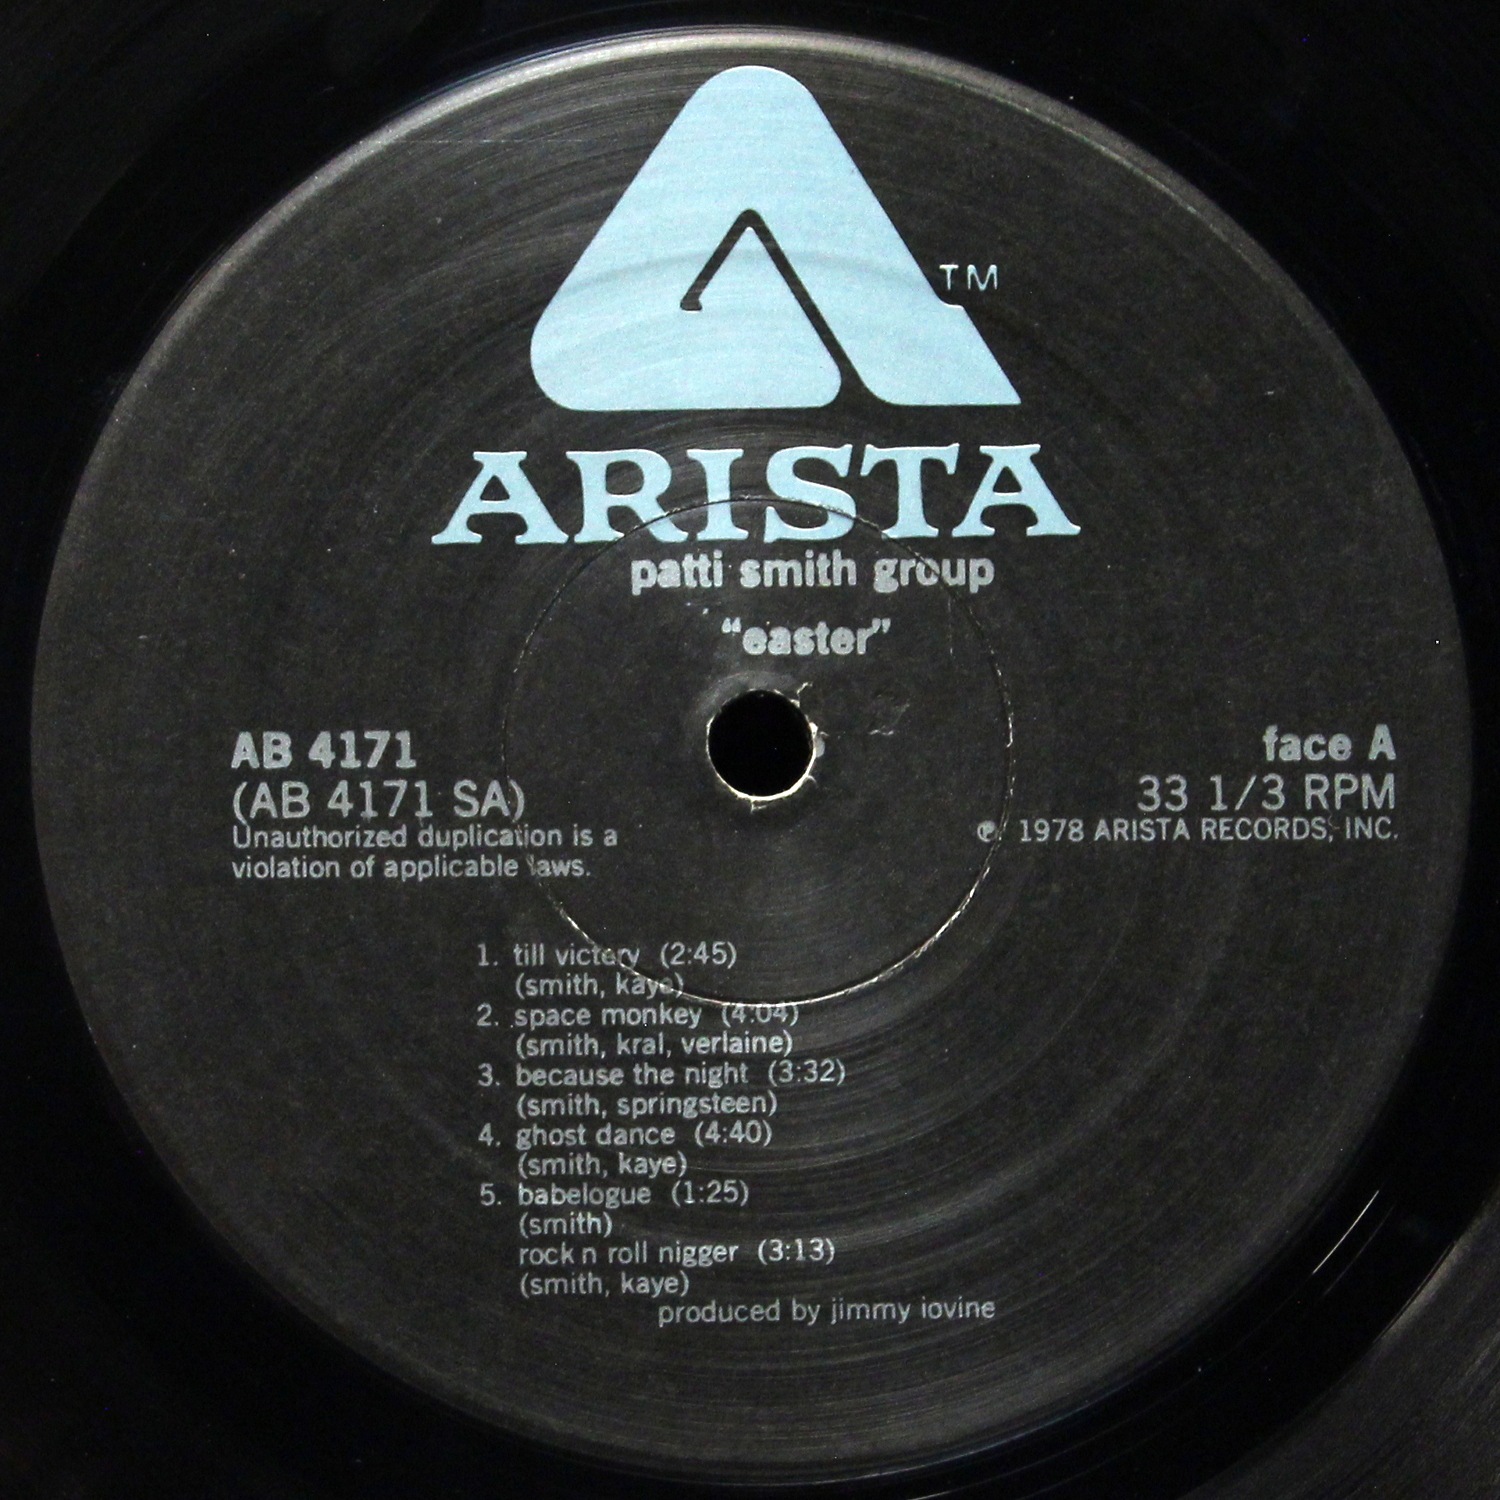 TM
ARISTA
patti smith group
“easter”
AB 4171
(AB 4171 SA)
Unauthorized duplication is a
violation of applicable laws.
face A
33 1/3 RPM
℗ 1978 ARISTA RECORDS, INC.
1. till victory (2:45)
(smith, kaye)
2. space monkey (4:04)
(smith, kral, verlaine)
3. because the night (3:32)
(smith, springsteen)
4. ghost dance (4:40)
(smith, kaye)
5. babelogue (1:25)
(smith)
rock n roll nigger (3:13)
(smith, kaye)
produced by jimmy iovine